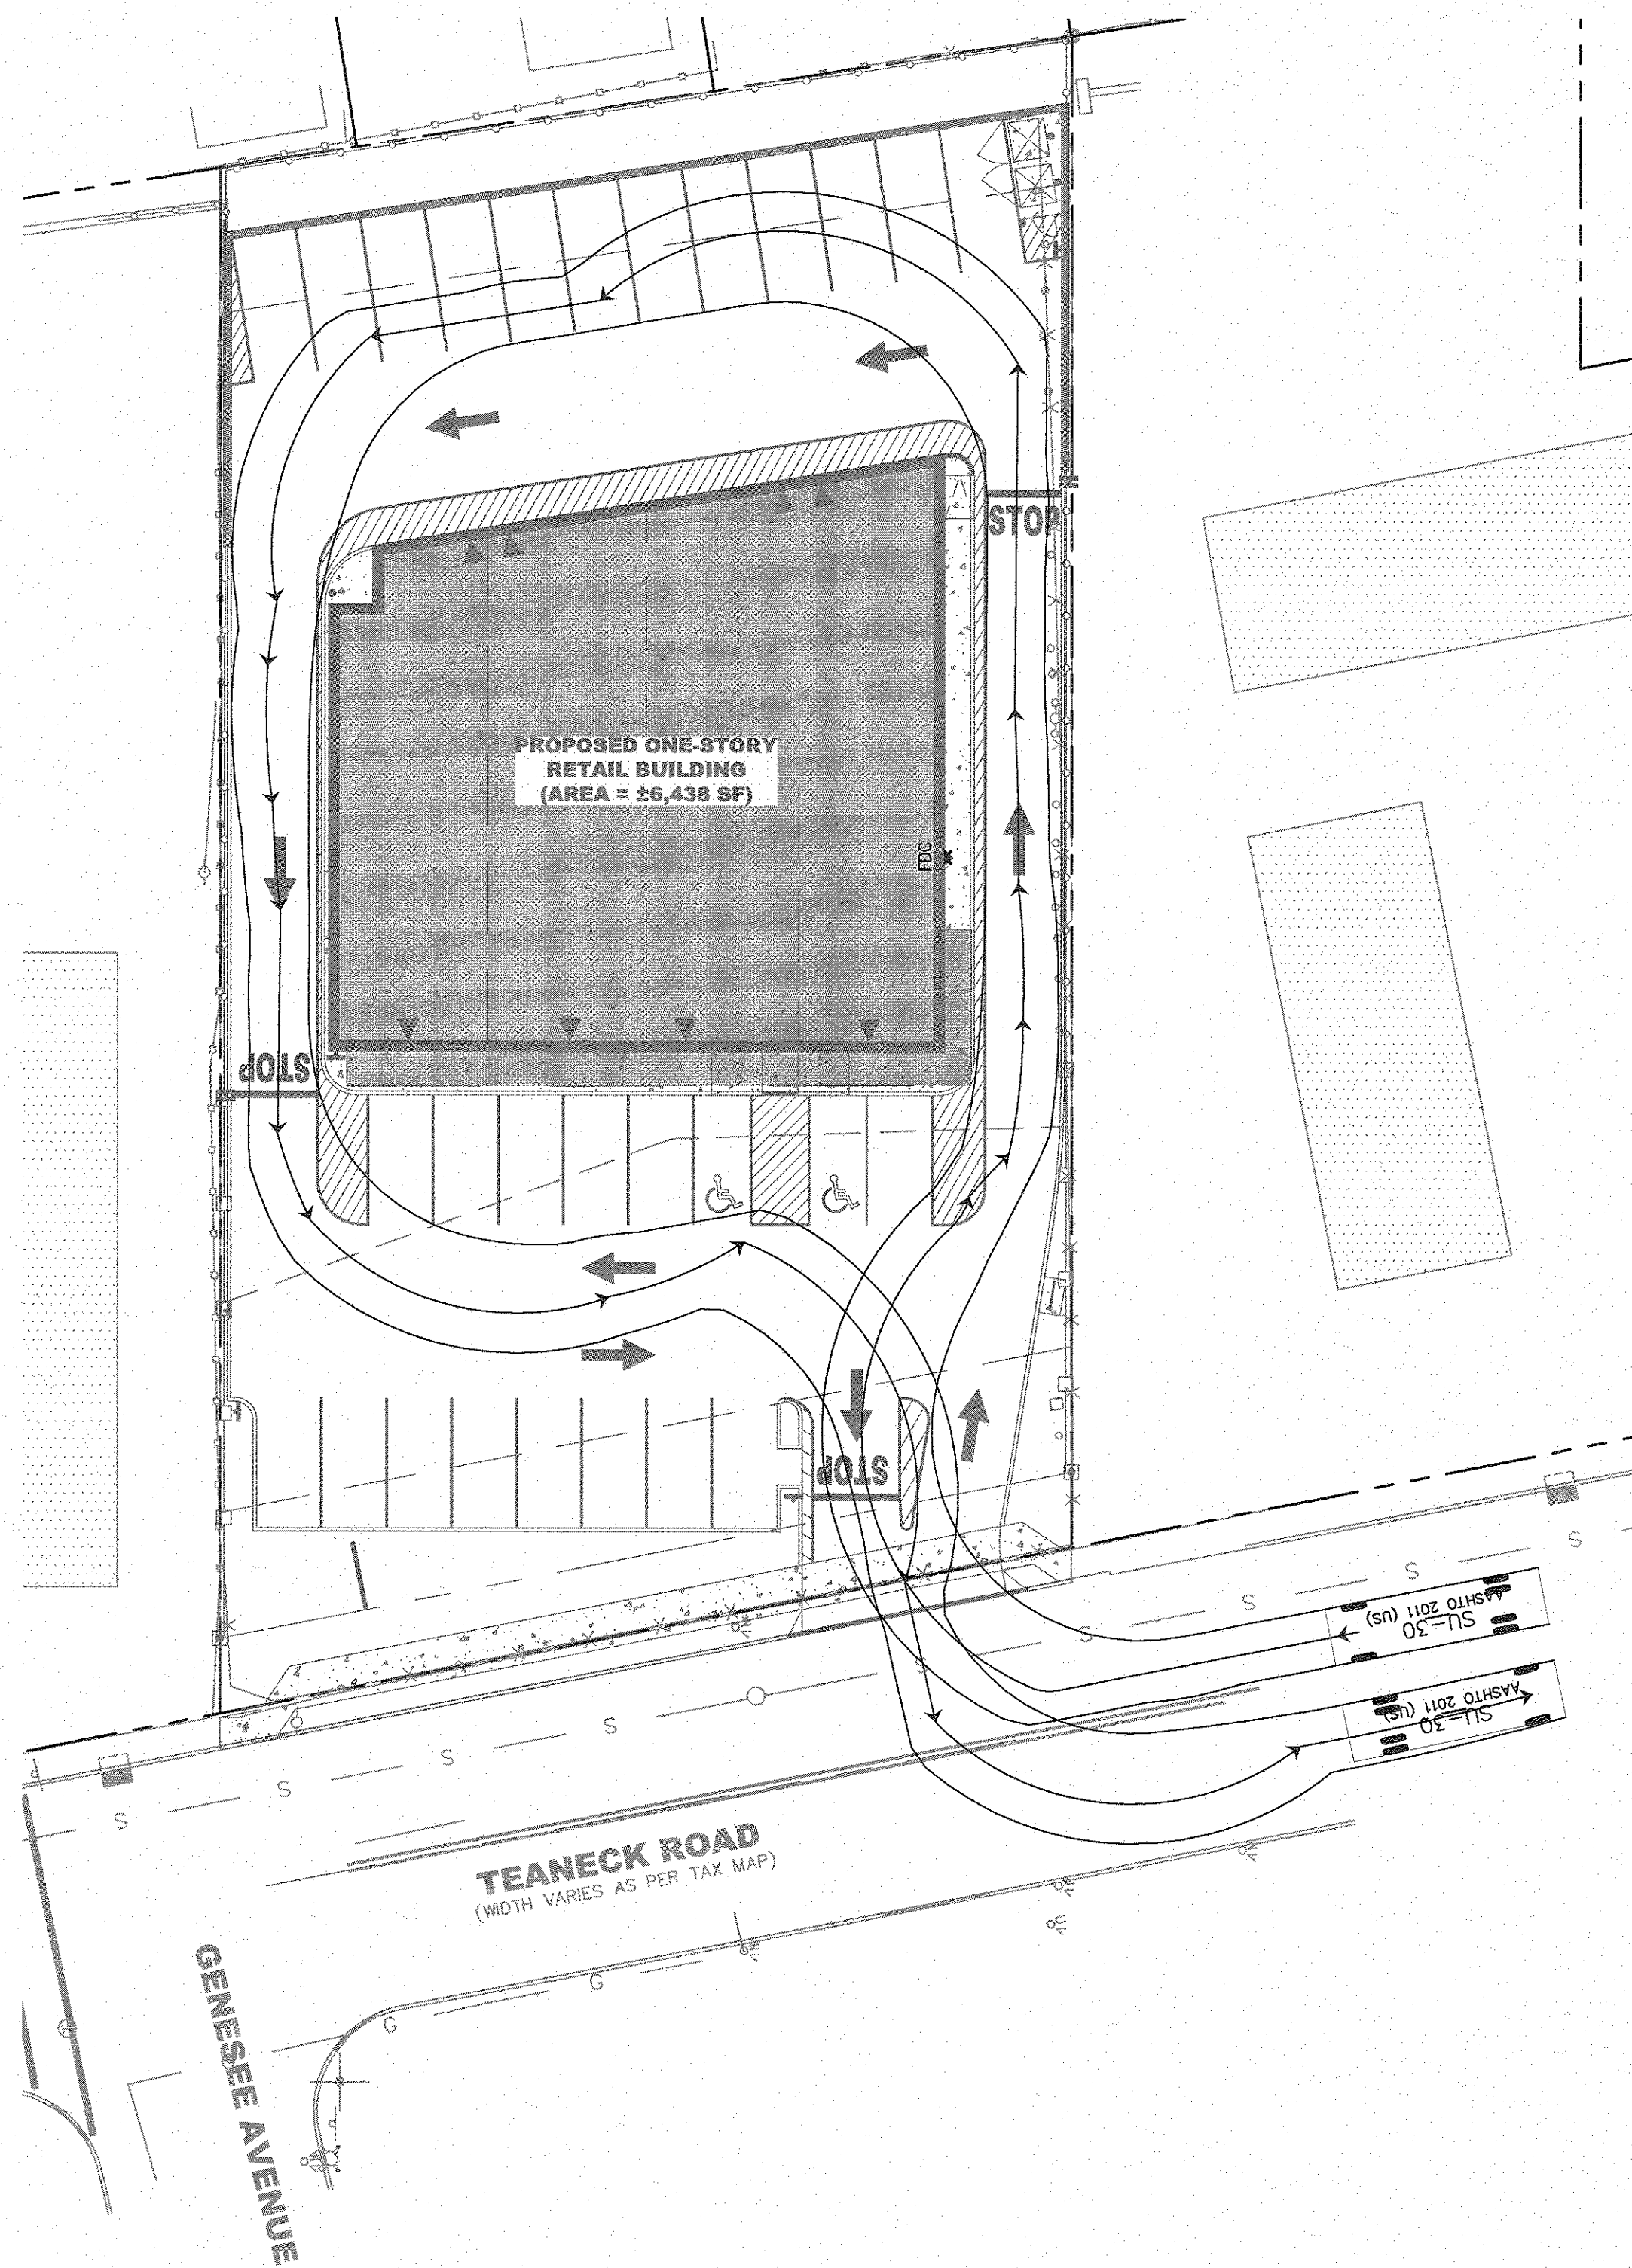 STOP
PROPOSED ONE-STORY
RETAIL BUILDING
(AREA = ±6,438 SF)
FDC
STOP
STOP
S
S
S
S
AASHTO 2011 (US)
SU-30
S
AASHTO 2011 (US)
SU-30
S
S
S
S
TEANECK ROAD
(WIDTH VARIES AS PER TAX MAP)
G
G
GENESEE AVENUE